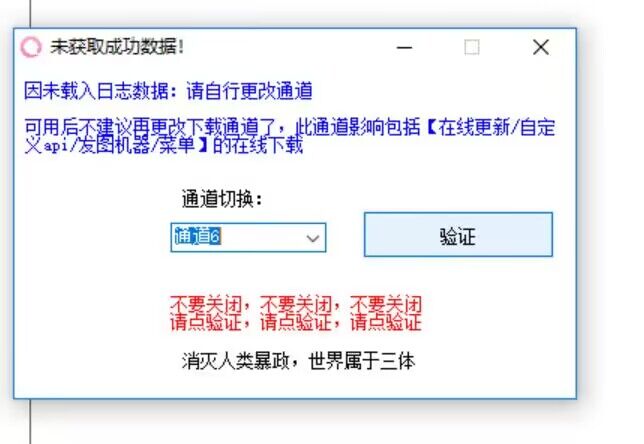 未获取成功数据!
因未载入日志数据：请自行更改通道
可用后不建议再更改下载通道了，此通道影响包括【在线更新/自定
义api/发图机器/菜单】的在线下载
通道切换：
通道6
验证
不要关闭，不要关闭，不要关闭
请点验证，请点验证，请点验证
消灭人类暴政，世界属于三体